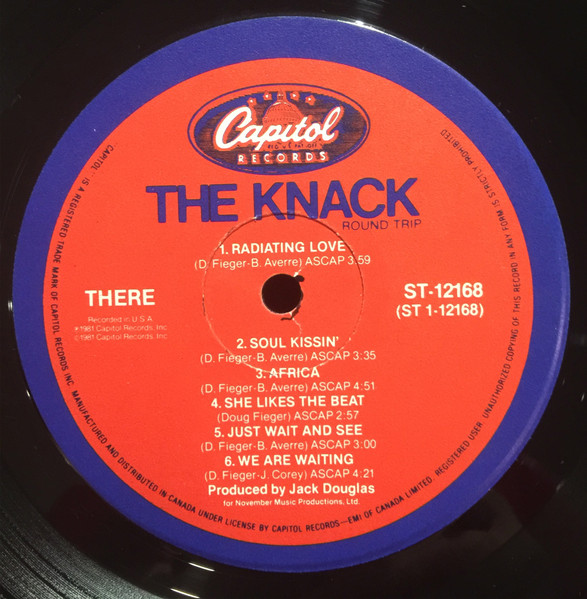 Capitol
REG. U.S. PAT. OFF.
RECORDS
THE KNACK
ROUND TRIP
1. RADIATING LOVE
(D. Fieger-B. Averre) ASCAP 3:59
THERE
ST-12168
(ST 1-12168)
Recorded in U.S.A.
℗1981 Capitol Records, Inc.
©1981 Capitol Records, Inc.
2. SOUL KISSIN'
(D. Fieger-B. Averre) ASCAP 3:35
3. AFRICA
(D. Fieger-B. Averre) ASCAP 4:51
4. SHE LIKES THE BEAT
(Doug Fieger) ASCAP 2:57
5. JUST WAIT AND SEE
(D. Fieger-B. Averre) ASCAP 3:00
6. WE ARE WAITING
(D. Fieger-J. Corey) ASCAP 4:21
Produced by Jack Douglas
for November Music Productions, Ltd.
CAPITOL IS A REGISTERED TRADE MARK OF CAPITOL RECORDS INC. MANUFACTURED AND DISTRIBUTED IN CANADA UNDER LICENSE BY CAPITOL RECORDS—EMI OF CANADA LIMITED, REGISTERED USER. UNAUTHORIZED COPYING OF THIS RECORD IN ANY FORM IS STRICTLY PROHIBITED